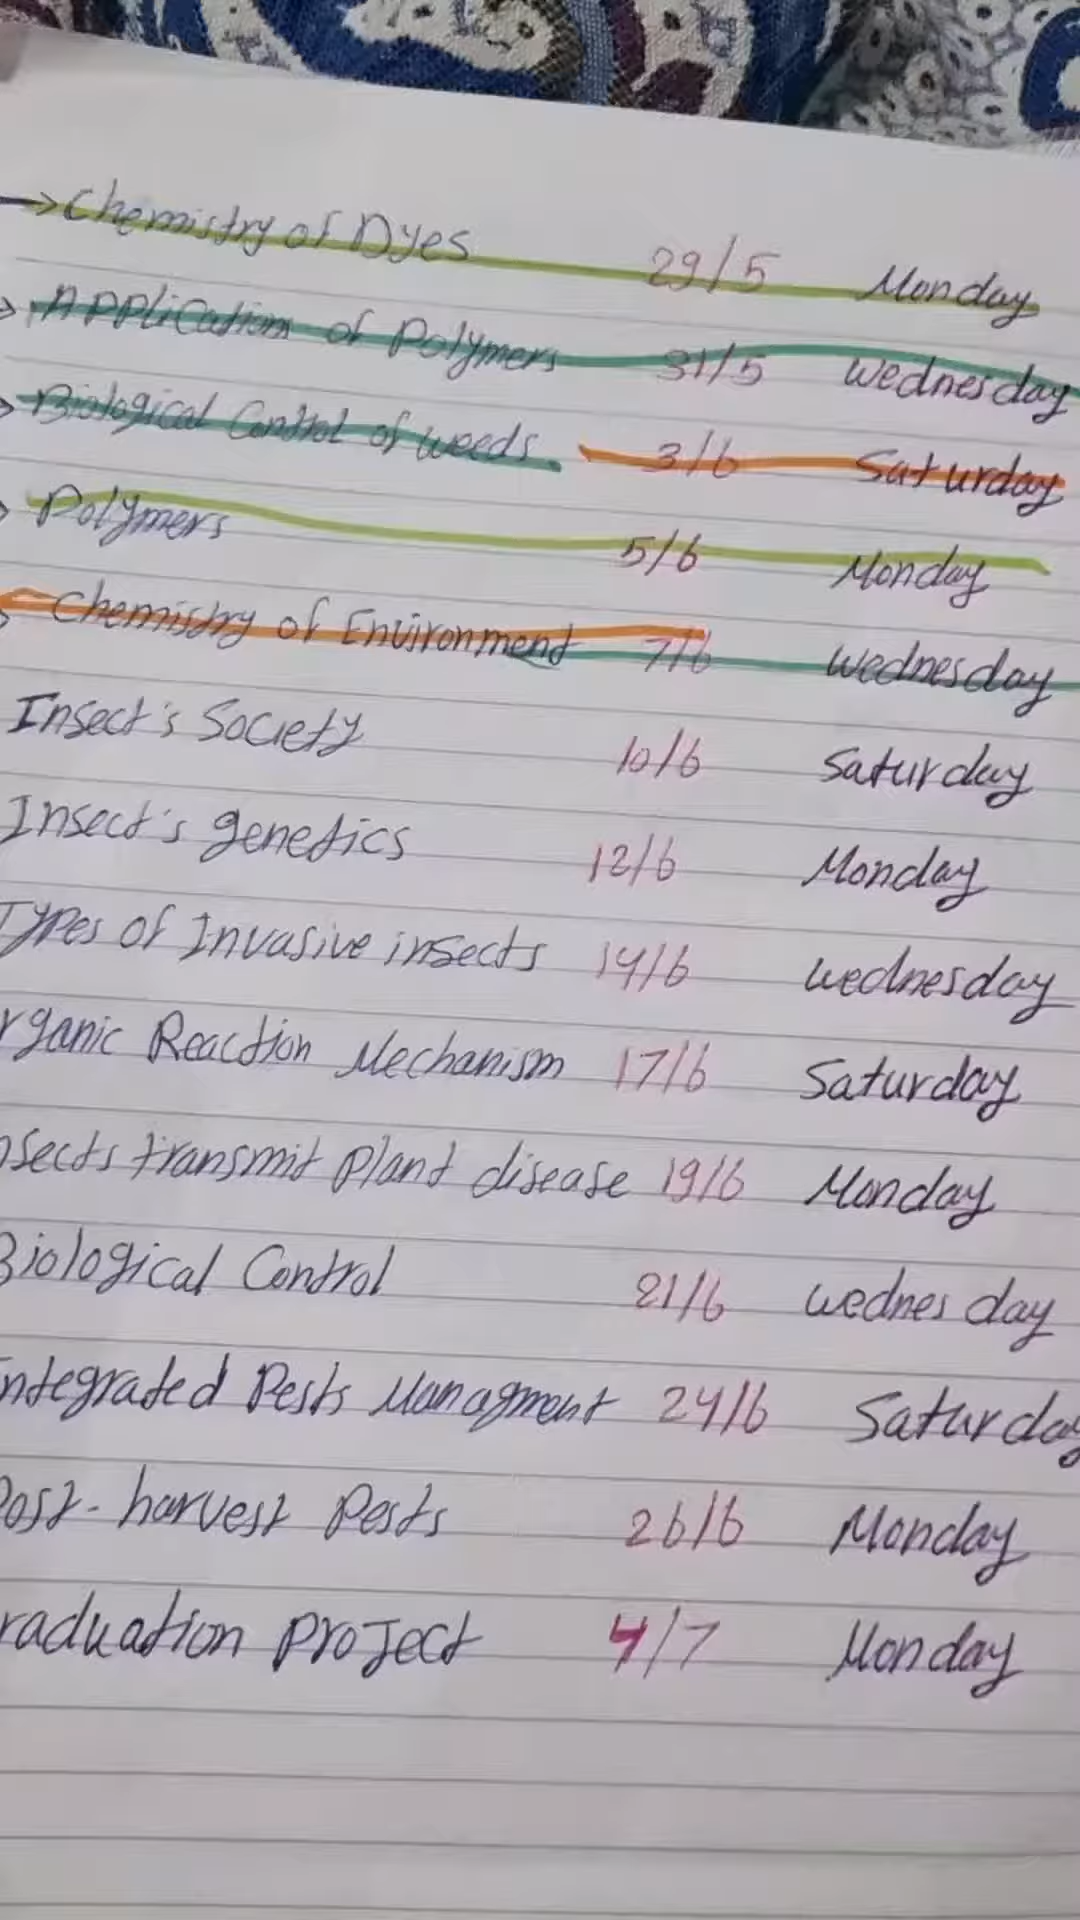 Chemistry of Dyes 29/5 Monday
Applications of Polymers 31/5 Wednesday
Biological Control of weeds 3/6 Saturday
Polymers 5/6 Monday
Chemistry of Environment 7/6 Wednesday
Insect's Society 10/6 Saturday
Insect's genetics 12/6 Monday
Types of Invasive insects 14/6 Wednesday
rganic Reaction Mechanism 17/6 Saturday
nsects transmit plant disease 19/6 Monday
Biological Control 21/6 Wednesday
Integrated Pests Managment 24/6 Saturday
Post-harvest Pests 26/6 Monday
raduation project 4/7 Monday